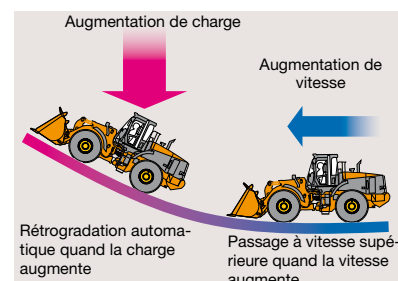 Augmentation de charge
Augmentation de
vitesse
Rétrogradation automa-
tique quand la charge
augmente
Passage à vitesse supé-
rieure quand la vitesse
augmente